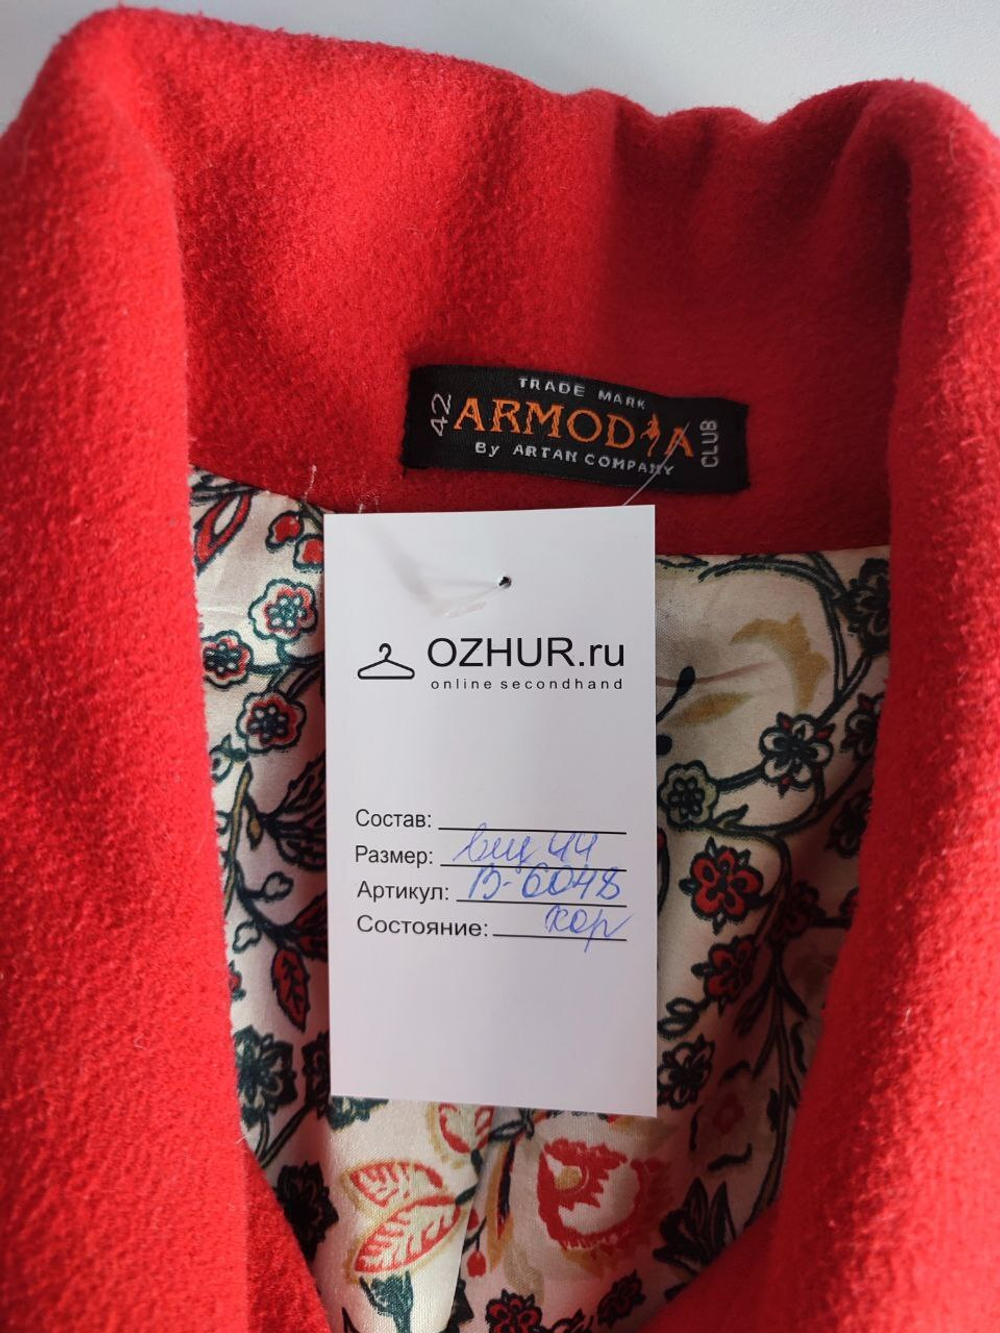 TRADE MARK
42 ARMODIA CLUB
By ARTAN COMPANY
OZHUR.ru
online secondhand
Состав:
Размер: 44
Артикул: В-6048
Состояние: хор